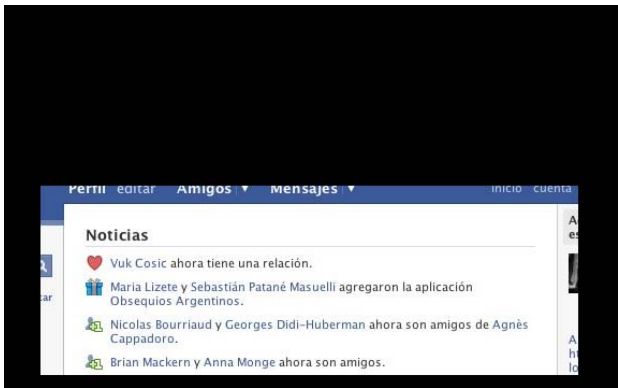 Perfil editar Amigos Mensajes inicio cuenta
Noticias
Vuk Cosic ahora tiene una relación.
Maria Lizete y Sebastián Patané Masuelli agregaron la aplicación
Obsequios Argentinos.
Nicolas Bourriaud y Georges Didi-Huberman ahora son amigos de Agnès
Cappadoro.
Brian Mackern y Anna Monge ahora son amigos.